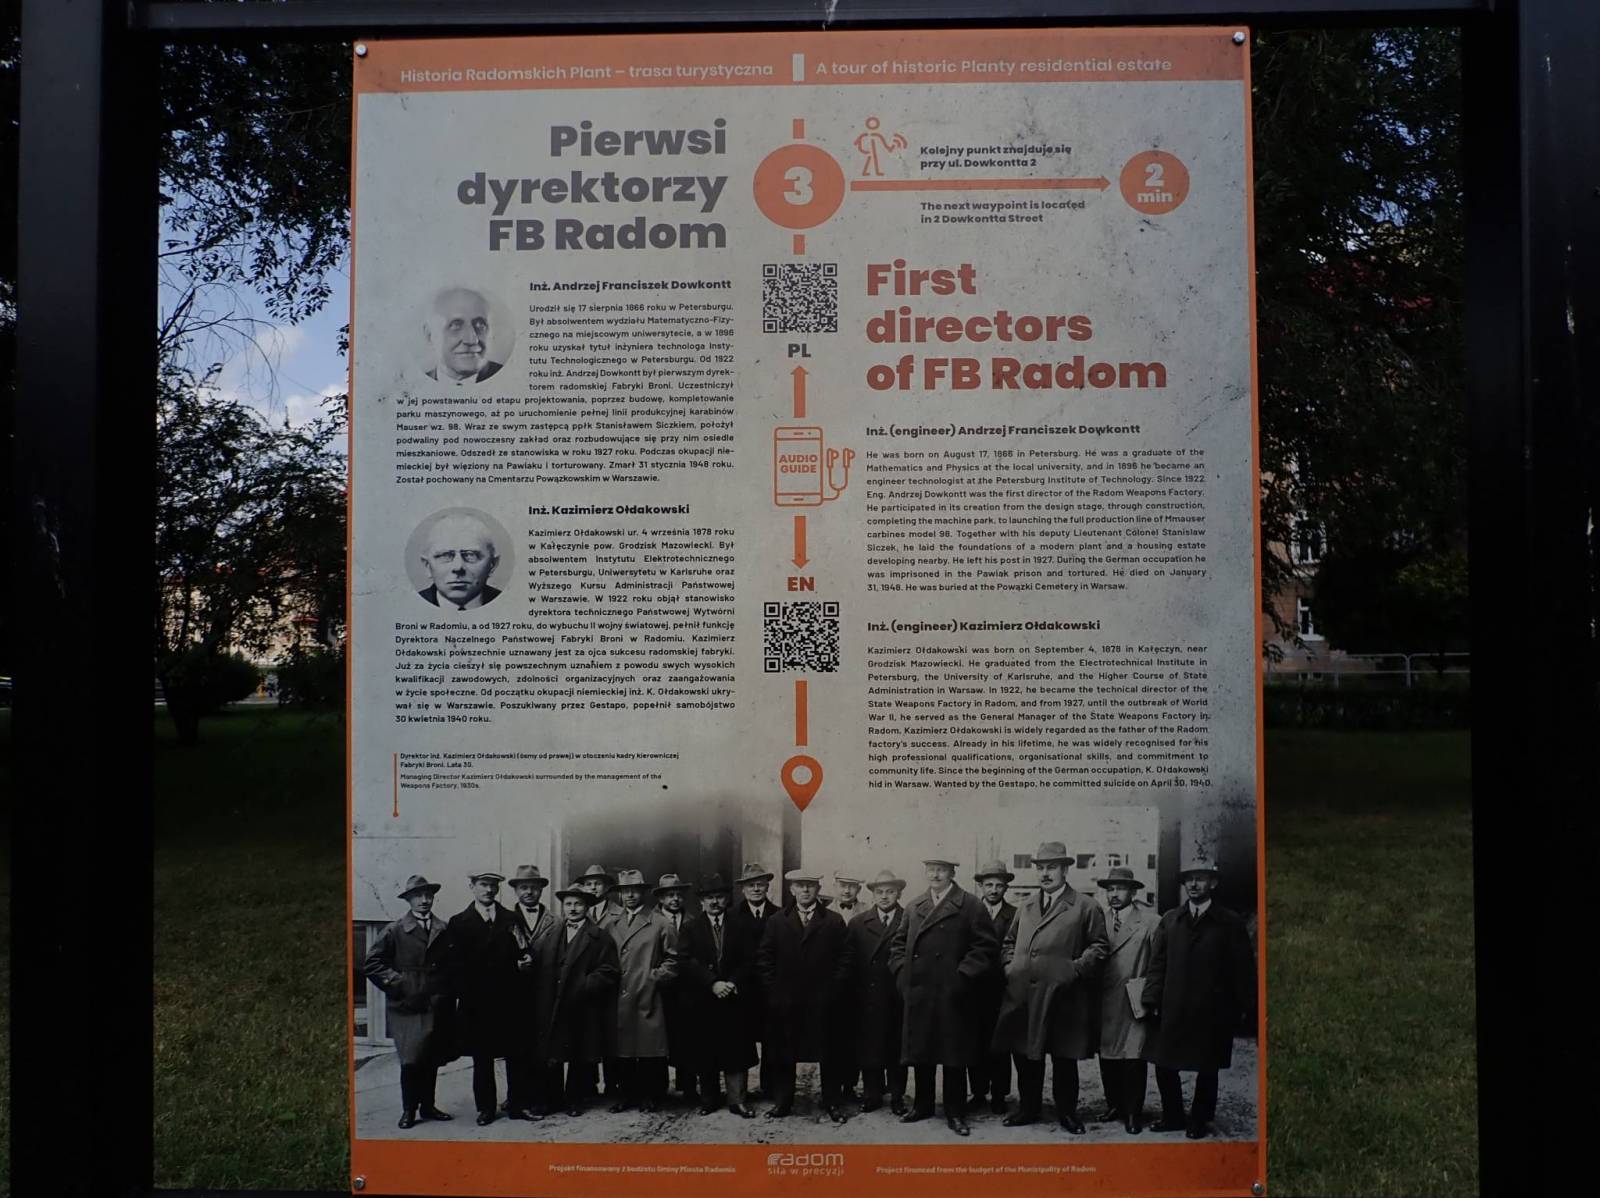 Historia Radomskich Plant – trasa turystyczna
A tour of historic Planty residential estate
Pierwsi
dyrektorzy
FB Radom
Inż. Andrzej Franciszek Dowkontt
Urodził się 17 sierpnia 1866 roku w Petersburgu.
Był absolwentem wydziału Matematyczno-Fizy-
cznego na miejscowym uniwersytecie, a w 1896
roku uzyskał tytuł inżyniera technologa Insty-
tutu Technologicznego w Petersburgu. Od 1922
roku inż. Andrzej Dowkontt był pierwszym dyrek-
torem radomskiej Fabryki Broni. Uczestniczył
w jej powstawaniu od etapu projektowania, poprzez budowę, kompletowanie
parku maszynowego, aż po uruchomienie pełnej linii produkcyjnej karabinów
Mauser wz. 98. Wraz ze swym zastępcą ppłk Stanisławem Siczkiem, położył
podwaliny pod nowoczesny zakład oraz rozbudowujące się przy nim osiedle
mieszkaniowe. Odszedł ze stanowiska w roku 1927 roku. Podczas okupacji nie-
mieckiej był więziony na Pawiaku i torturowany. Zmarł 31 stycznia 1948 roku.
Został pochowany na Cmentarzu Powązkowskim w Warszawie.
Inż. Kazimierz Ołdakowski
Kazimierz Ołdakowski ur. 4 września 1878 roku
w Kałęczynie pow. Grodzisk Mazowiecki. Był
absolwentem Instytutu Elektrotechnicznego
w Petersburgu, Uniwersytetu w Karlsruhe oraz
Wyższego Kursu Administracji Państwowej
w Warszawie. W 1922 roku objął stanowisko
dyrektora technicznego Państwowej Wytwórni
Broni w Radomiu, a od 1927 roku, do wybuchu II wojny światowej, pełnił funkcję
Dyrektora Naczelnego Państwowej Fabryki Broni w Radomiu. Kazimierz
Ołdakowski powszechnie uznawany jest za ojca sukcesu radomskiej fabryki.
Już za życia cieszył się powszechnym uznaniem z powodu swych wysokich
kwalifikacji zawodowych, zdolności organizacyjnych oraz zaangażowania
w życie społeczne. Od początku okupacji niemieckiej inż. K. Ołdakowski ukry-
wał się w Warszawie. Poszukiwany przez Gestapo, popełnił samobójstwo
30 kwietnia 1940 roku.
Dyrektor inż. Kazimierz Ołdakowski (ósmy od prawej) w otoczeniu kadry kierowniczej
Fabryki Broni. Lata 30.
Managing Director Kazimierz Ołdakowski surrounded by the management of the
Weapons Factory, 1930s.
3
Kolejny punkt znajduje się
przy ul. Dowkontta 2
The next waypoint is located
in 2 Dowkontta Street
2
min
PL
AUDIO
GUIDE
EN
First
directors
of FB Radom
Inż. (engineer) Andrzej Franciszek Dowkontt
He was born on August 17, 1866 in Petersburg. He was a graduate of the
Mathematics and Physics at the local university, and in 1896 he became an
engineer technologist at the Petersburg Institute of Technology. Since 1922
Eng. Andrzej Dowkontt was the first director of the Radom Weapons Factory.
He participated in its creation from the design stage, through construction,
completing the machine park, to launching the full production line of Mmauser
carbines model 98. Together with his deputy Lieutenant Colonel Stanislaw
Siczek, he laid the foundations of a modern plant and a housing estate
developing nearby. He left his post in 1927. During the German occupation he
was imprisoned in the Pawiak prison and tortured. He died on January
31, 1948. He was buried at the Powązki Cemetery in Warsaw.
Inż. (engineer) Kazimierz Ołdakowski
Kazimierz Ołdakowski was born on September 4, 1878 in Kałęczyn, near
Grodzisk Mazowiecki. He graduated from the Electrotechnical Institute in
Petersburg, the University of Karlsruhe, and the Higher Course of State
Administration in Warsaw. In 1922, he became the technical director of the
State Weapons Factory in Radom, and from 1927, until the outbreak of World
War II, he served as the General Manager of the State Weapons Factory in
Radom. Kazimierz Ołdakowski is widely regarded as the father of the Radom
factory's success. Already in his lifetime, he was widely recognised for his
high professional qualifications, organisational skills, and commitment to
community life. Since the beginning of the German occupation, K. Ołdakowski
hid in Warsaw. Wanted by the Gestapo, he committed suicide on April 30, 1940.
Projekt finansowany z budżetu Gminy Miasta Radomia
Radom
siła w precyzji
Project financed from the budget of the Municipality of Radom